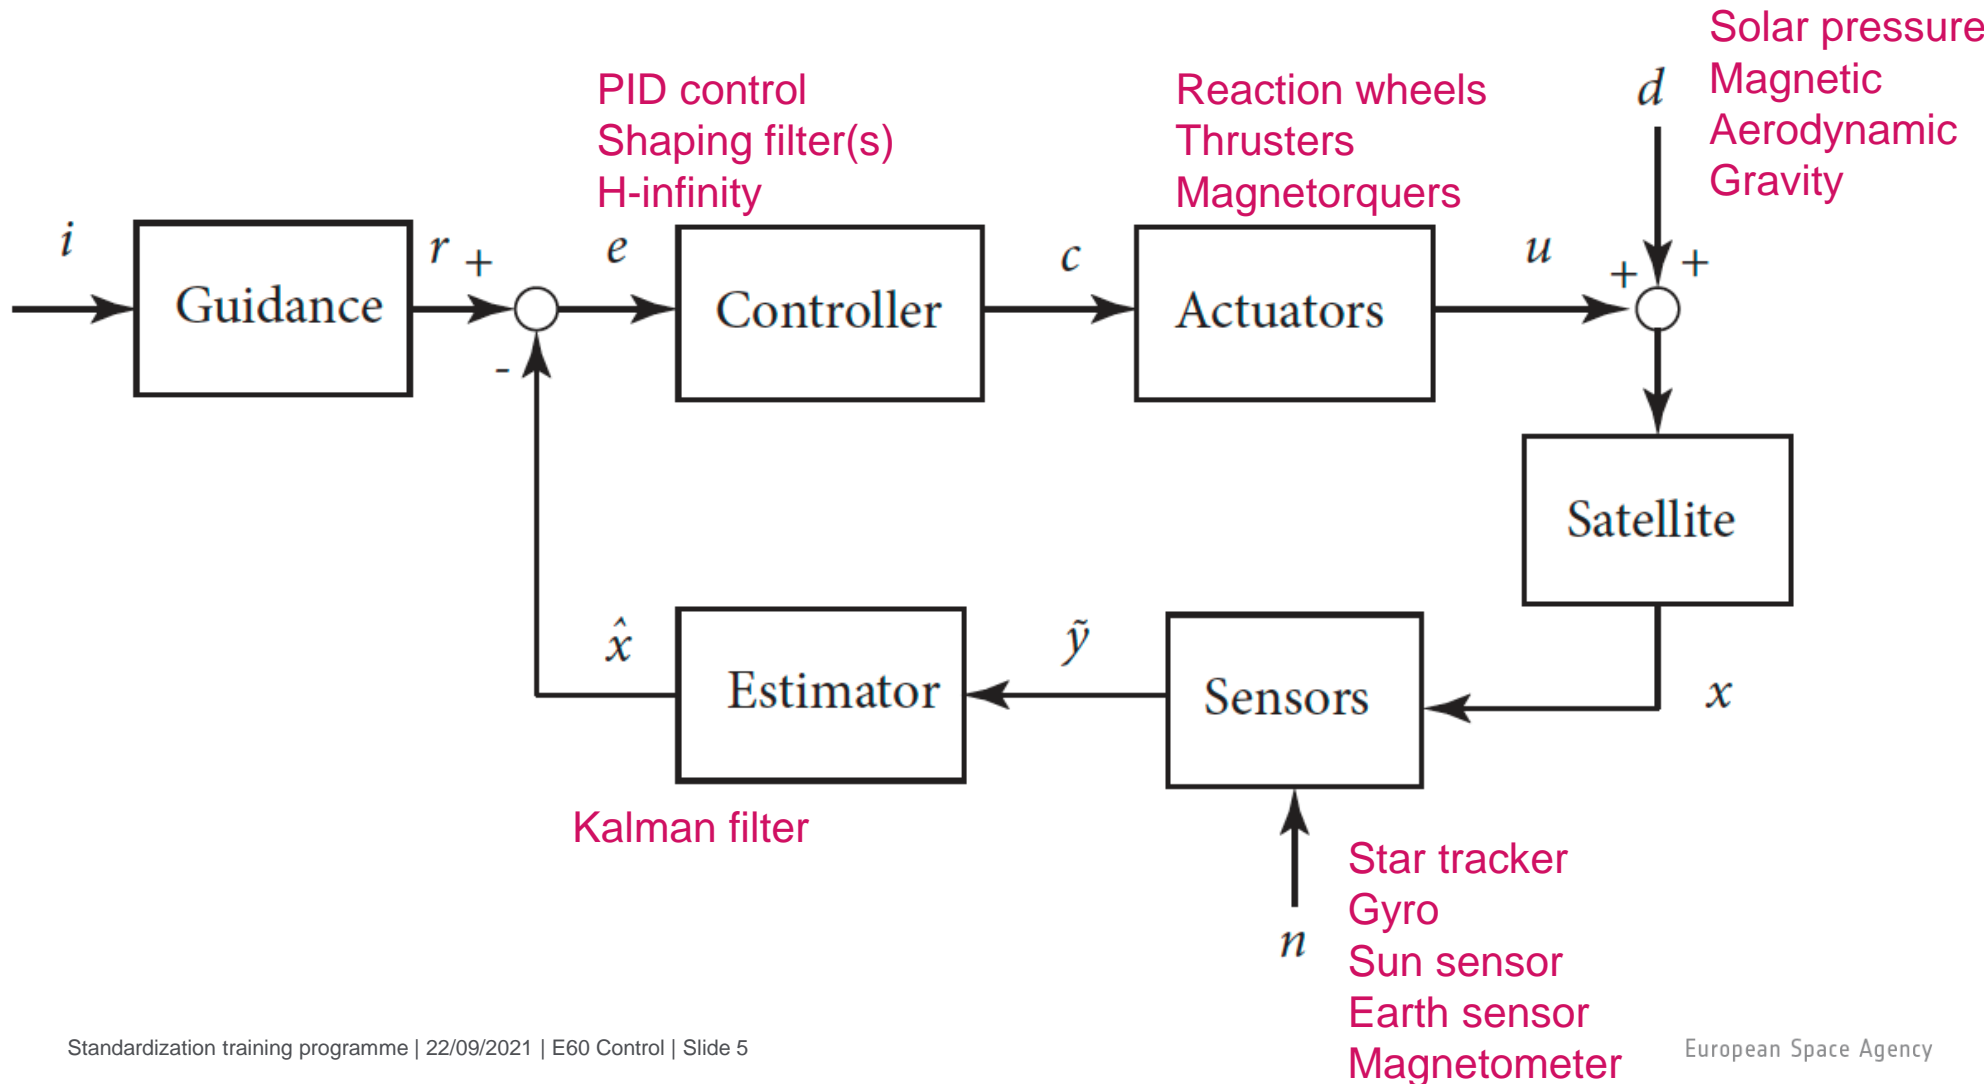 Solar pressure
Magnetic
Aerodynamic
Gravity
PID control
Shaping filter(s)
H-infinity
Reaction wheels
Thrusters
Magnetorquers
d
i
Guidance
r
+
-
e
Controller
c
Actuators
u
+
+
Satellite
x
Sensors
ỹ
Estimator
x̂
Kalman filter
n
Star tracker
Gyro
Sun sensor
Earth sensor
Magnetometer
Standardization training programme | 22/09/2021 | E60 Control | Slide 5
European Space Agency